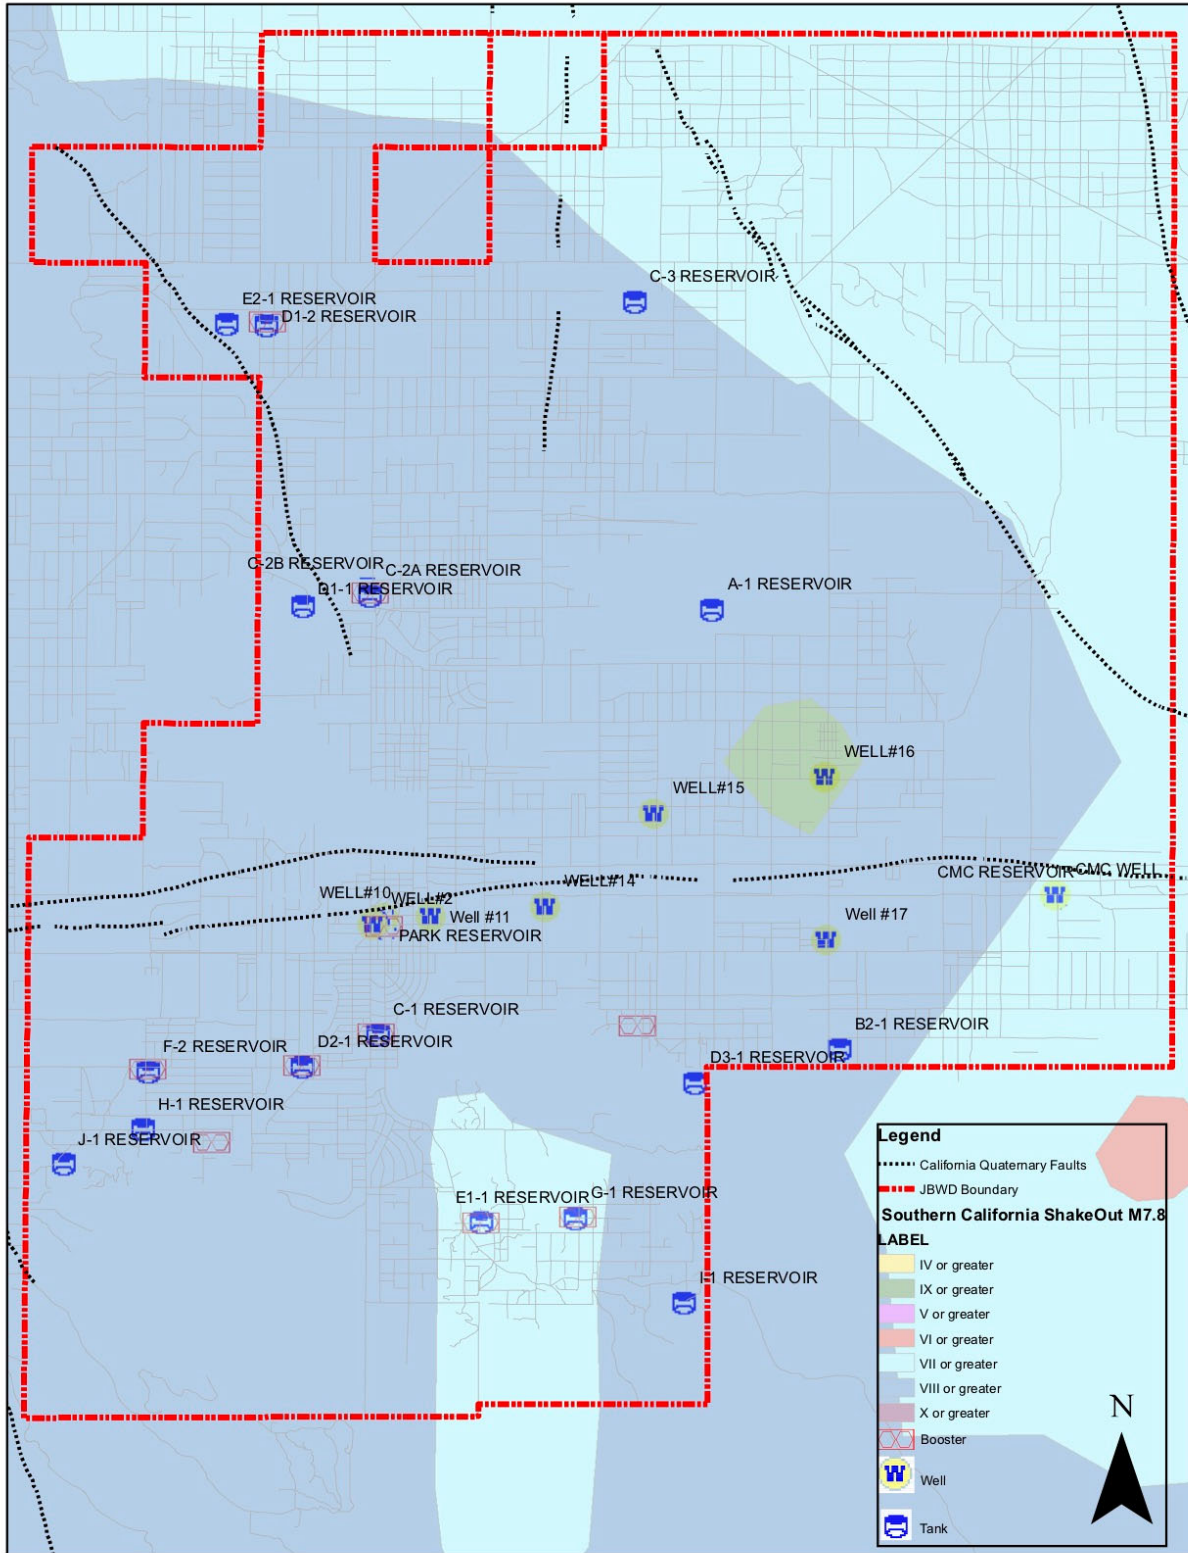 C-3 RESERVOIR
E2-1 RESERVOIR
D1-2 RESERVOIR
C-2B RESERVOIR
C-2A RESERVOIR
D1-1 RESERVOIR
A-1 RESERVOIR
WELL#16
WELL#15
CMC RESERVOIR
CMC WELL
WELL#14
WELL#10
WELL#2
Well #11
Well #17
PARK RESERVOIR
C-1 RESERVOIR
B2-1 RESERVOIR
D2-1 RESERVOIR
F-2 RESERVOIR
D3-1 RESERVOIR
H-1 RESERVOIR
J-1 RESERVOIR
E1-1 RESERVOIR
G-1 RESERVOIR
I-1 RESERVOIR
Legend
California Quaternary Faults
JBWD Boundary
Southern California ShakeOut M7.8
LABEL
IV or greater
IX or greater
V or greater
VI or greater
VII or greater
VIII or greater
X or greater
Booster
Well
Tank
N